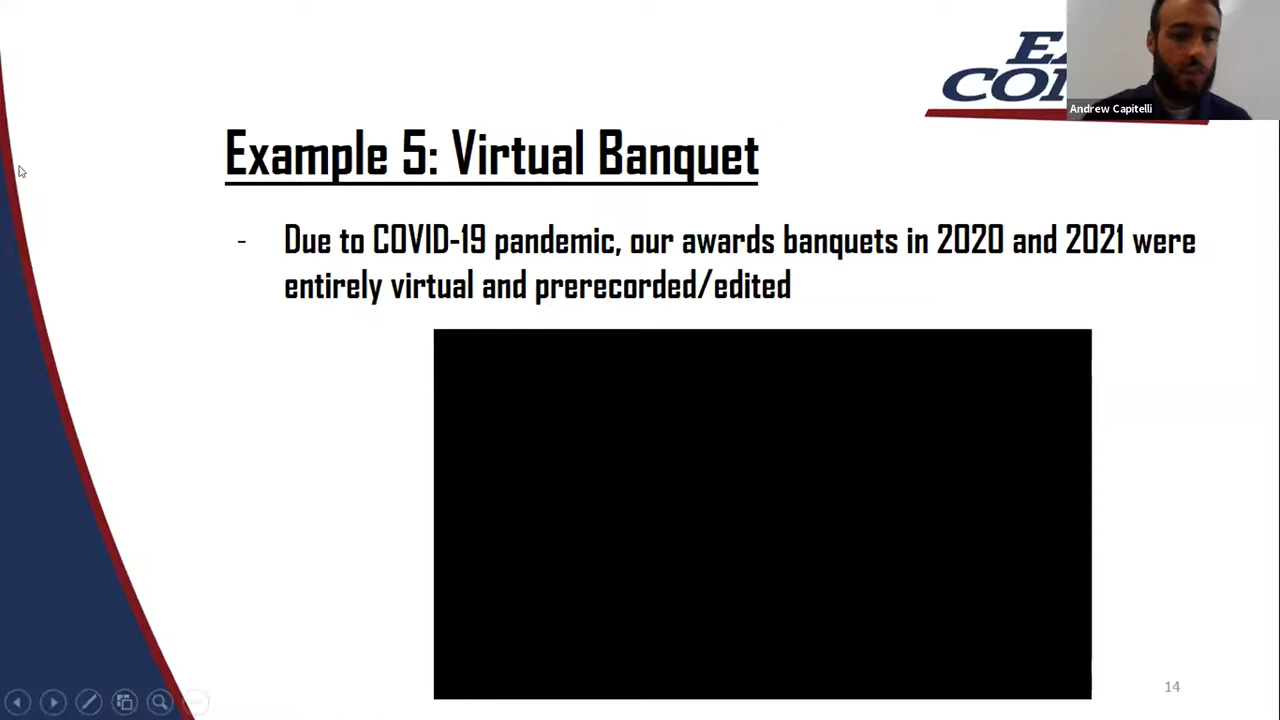 Andrew Capitelli
Example 5: Virtual Banquet
- Due to COVID-19 pandemic, our awards banquets in 2020 and 2021 were
entirely virtual and prerecorded/edited
14